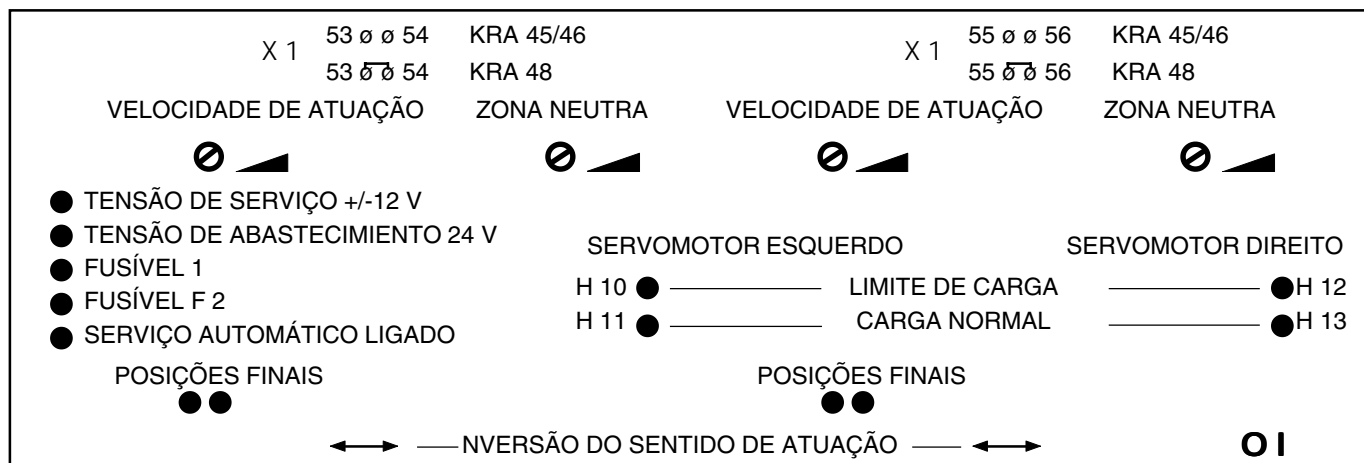 X 1 53 ø ø 54 KRA 45/46 X 1 55 ø ø 56 KRA 45/46
53 ø ø 54 KRA 48 55 ø ø 56 KRA 48
VELOCIDADE DE ATUAÇÃO ZONA NEUTRA VELOCIDADE DE ATUAÇÃO ZONA NEUTRA
TENSÃO DE SERVIÇO +/-12 V
TENSÃO DE ABASTECIMIENTO 24 V
SERVOMOTOR ESQUERDO SERVOMOTOR DIREITO
FUSÍVEL 1
H 10 LIMITE DE CARGA H 12
FUSÍVEL F 2
H 11 CARGA NORMAL H 13
SERVIÇO AUTOMÁTICO LIGADO
POSIÇÕES FINAIS POSIÇÕES FINAIS
NVERSÃO DO SENTIDO DE ATUAÇÃO O I